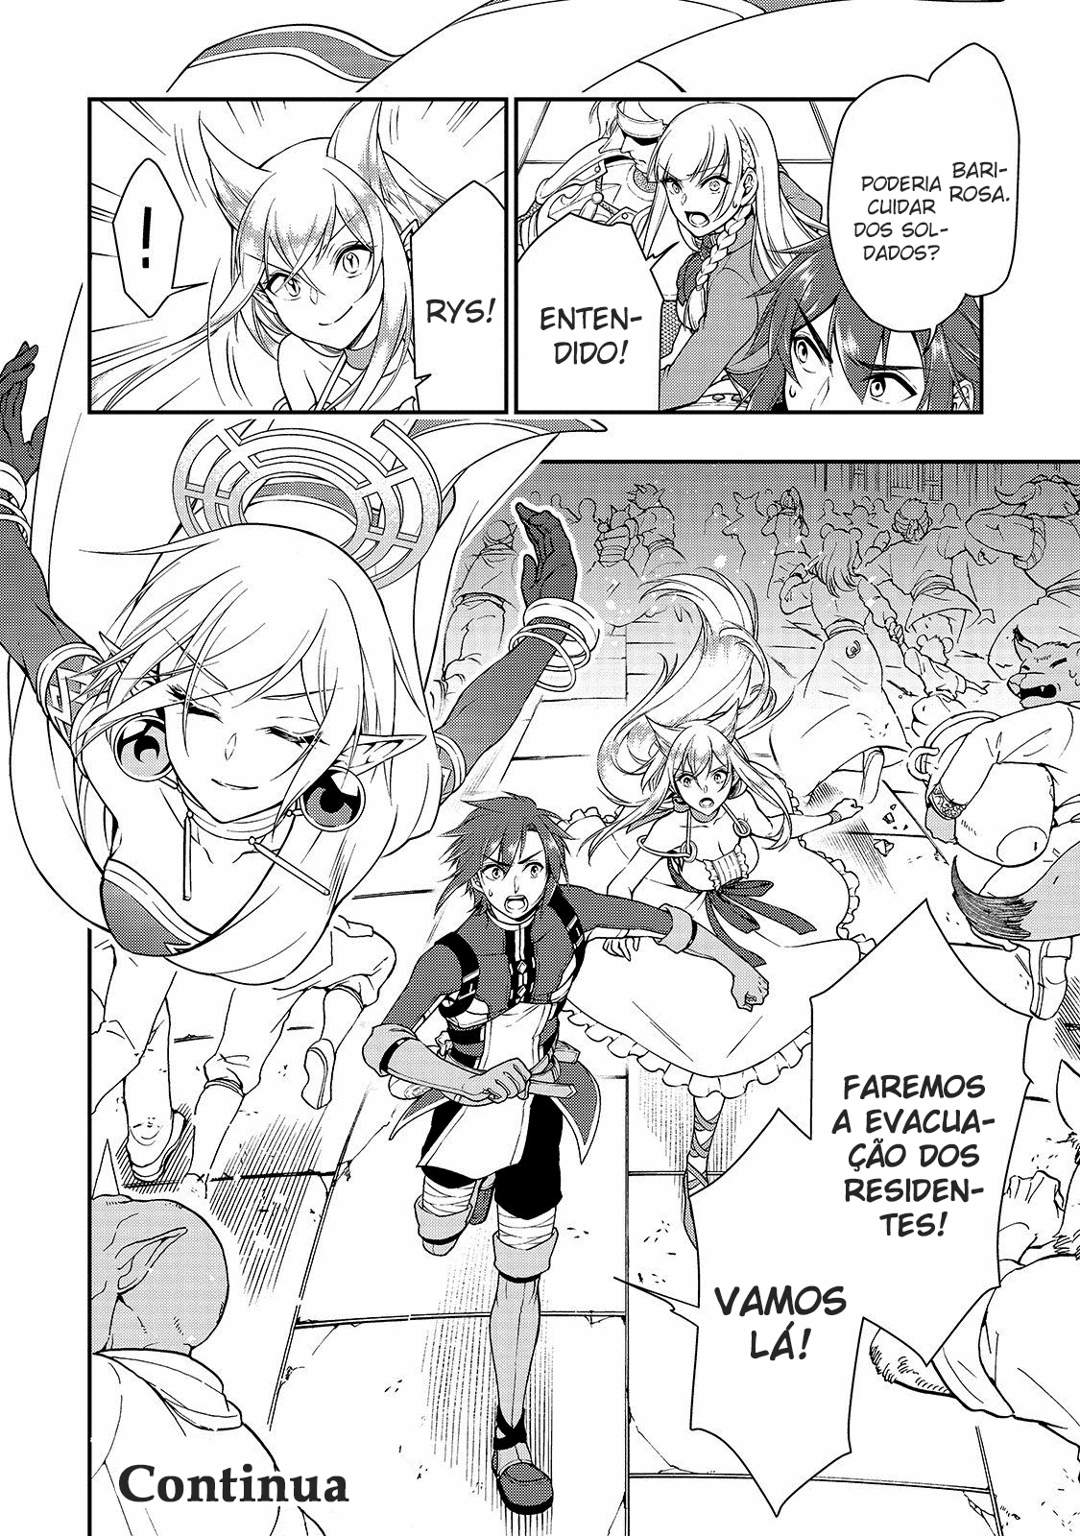 BARI-
ROSA.
PODERIA
CUIDAR
DOS SOL-
DADOS?
ENTEN-
DIDO!
RYS!
!
FAREMOS
A EVACUA-
ÇÃO DOS
RESIDEN-
TES!
VAMOS
LÁ!
Continua